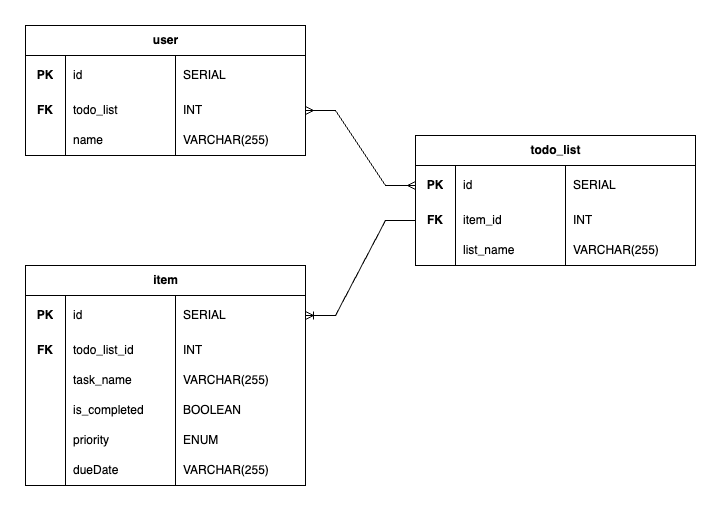 user
PK id SERIAL
FK todo_list INT
name VARCHAR(255)
todo_list
PK id SERIAL
FK item_id INT
list_name VARCHAR(255)
item
PK id SERIAL
FK todo_list_id INT
task_name VARCHAR(255)
is_completed BOOLEAN
priority ENUM
dueDate VARCHAR(255)